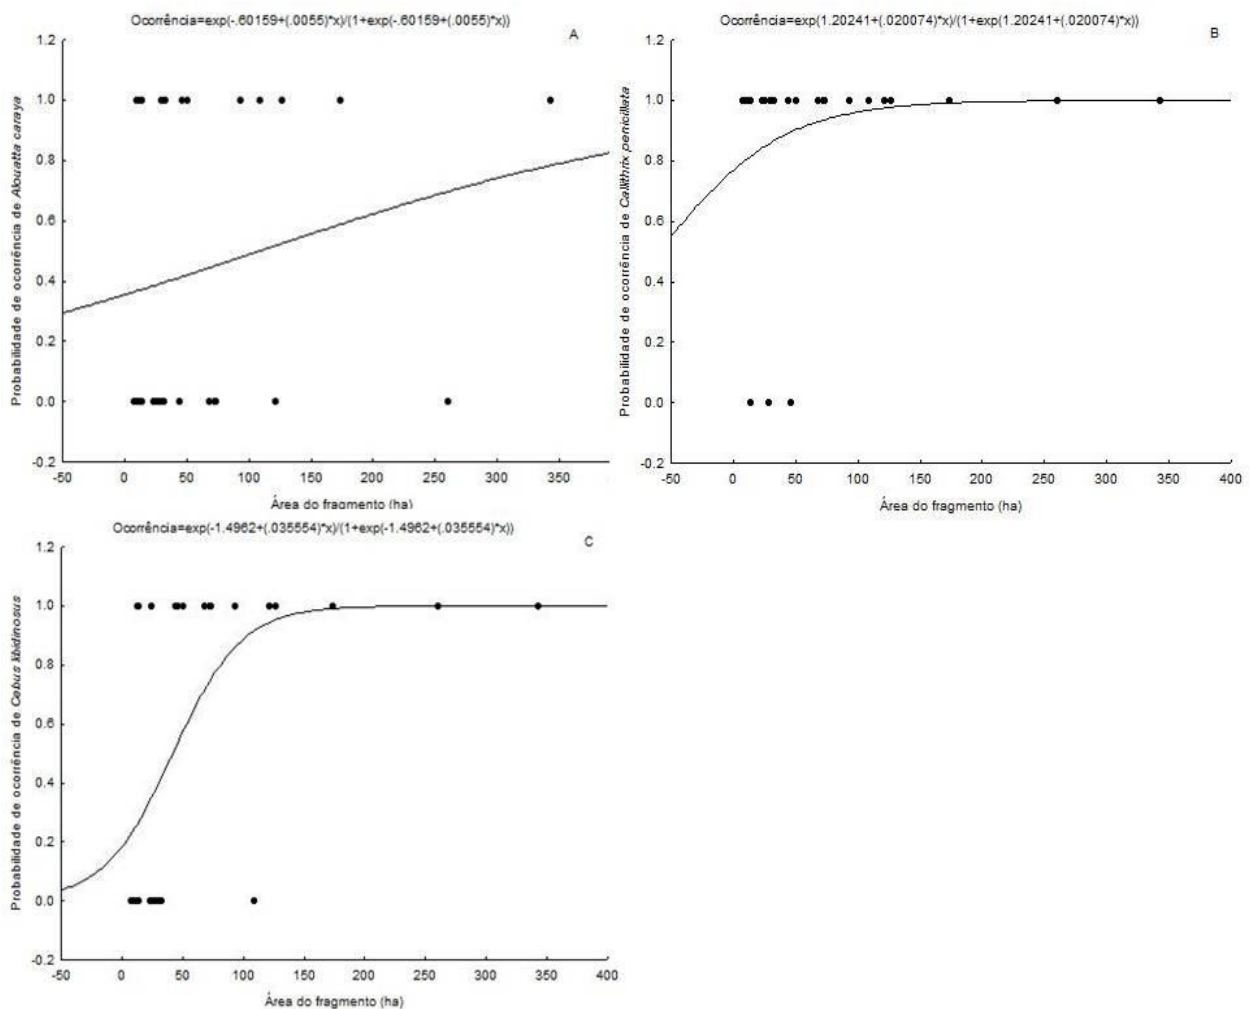 Ocorrência=exp(-.60159+(.0055)*x)/(1+exp(-.60159+(.0055)*x))
A
1.2
1.0
0.8
0.6
0.4
0.2
0.0
-0.2
Probabilidade de ocorrência de Alouatta caraya
-50 0 50 100 150 200 250 300 350
Área do fragmento (ha)
Ocorrência=exp(1.20241+(.020074)*x)/(1+exp(1.20241+(.020074)*x))
B
1.2
1.0
0.8
0.6
0.4
0.2
0.0
-0.2
Probabilidade de ocorrência de Callithrix penicillata
-50 0 50 100 150 200 250 300 350 400
Área do fragmento (ha)
Ocorrência=exp(-1.4962+(.035554)*x)/(1+exp(-1.4962+(.035554)*x))
C
1.2
1.0
0.8
0.6
0.4
0.2
0.0
-0.2
Probabilidade de ocorrência de Cebus libidinosus
-50 0 50 100 150 200 250 300 350 400
Área do fragmento (ha)